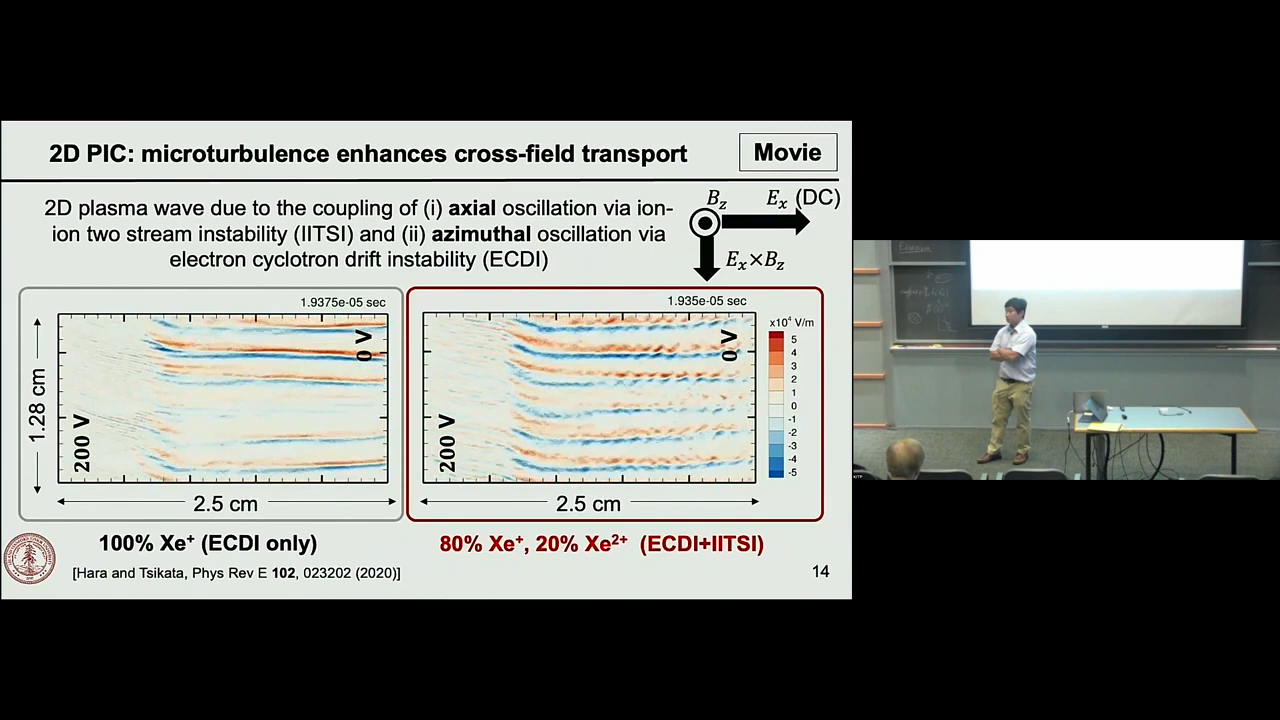 2D PIC: microturbulence enhances cross-field transport
Movie
2D plasma wave due to the coupling of (i) axial oscillation via ion-
ion two stream instability (IITSI) and (ii) azimuthal oscillation via
electron cyclotron drift instability (ECDI)
B_z
E_x (DC)
E_x×B_z
1.9375e-05 sec
0 V
200 V
1.28 cm
2.5 cm
1.935e-05 sec
0 V
200 V
2.5 cm
x10⁴ V/m
5
4
3
2
1
0
-1
-2
-3
-4
-5
100% Xe⁺ (ECDI only)
80% Xe⁺, 20% Xe²⁺ (ECDI+IITSI)
[Hara and Tsikata, Phys Rev E 102, 023202 (2020)]
14
KITP